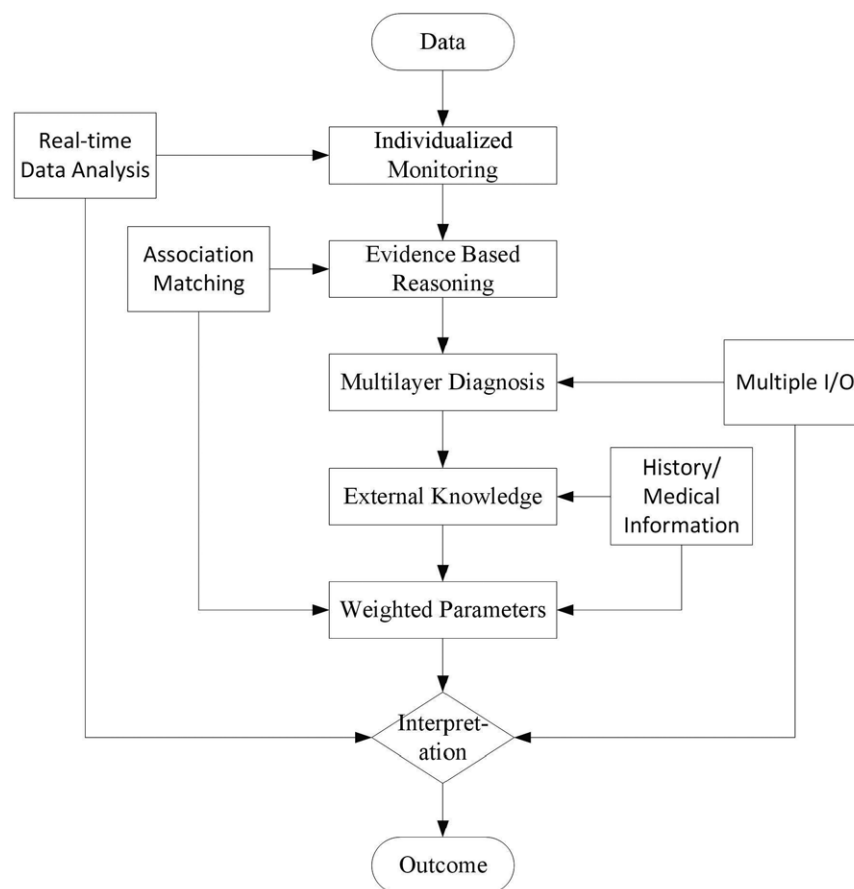 Data
Real-time
Data Analysis
Individualized
Monitoring
Association
Matching
Evidence Based
Reasoning
Multilayer Diagnosis
Multiple I/O
External Knowledge
History/
Medical
Information
Weighted Parameters
Interpret-
ation
Outcome